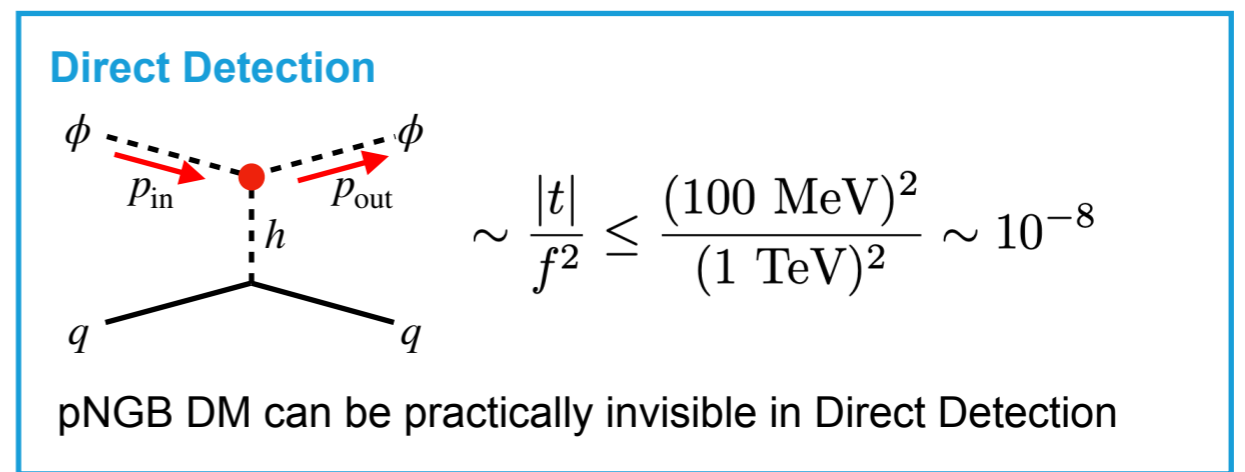 Direct Detection
ϕ ϕ
p_in p_out
h
∼ |t|/f² ≤ (100 MeV)²/(1 TeV)² ∼ 10⁻⁸
q q
pNGB DM can be practically invisible in Direct Detection